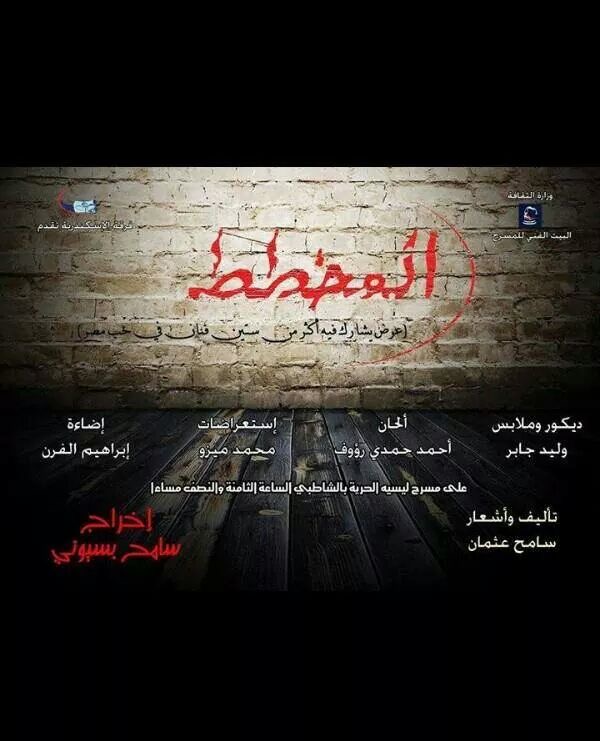 وزارة الثقافة
البيت الفني للمسرح
فرقة الاسكندرية تقدم
المخطط
(عرض يشارك فيه أكثر من ستين فنان في حب مصر)
ديكور وملابس
وليد جابر
ألحان
أحمد حمدي رؤوف
إستعراضات
محمد ميزو
إضاءة
إبراهيم الفرن
على مسرح ليسيه الحرية بالشاطبي الساعة الثامنة والنصف مساءا
تأليف وأشعار
سامح عثمان
إخراج
سامح بسيوني